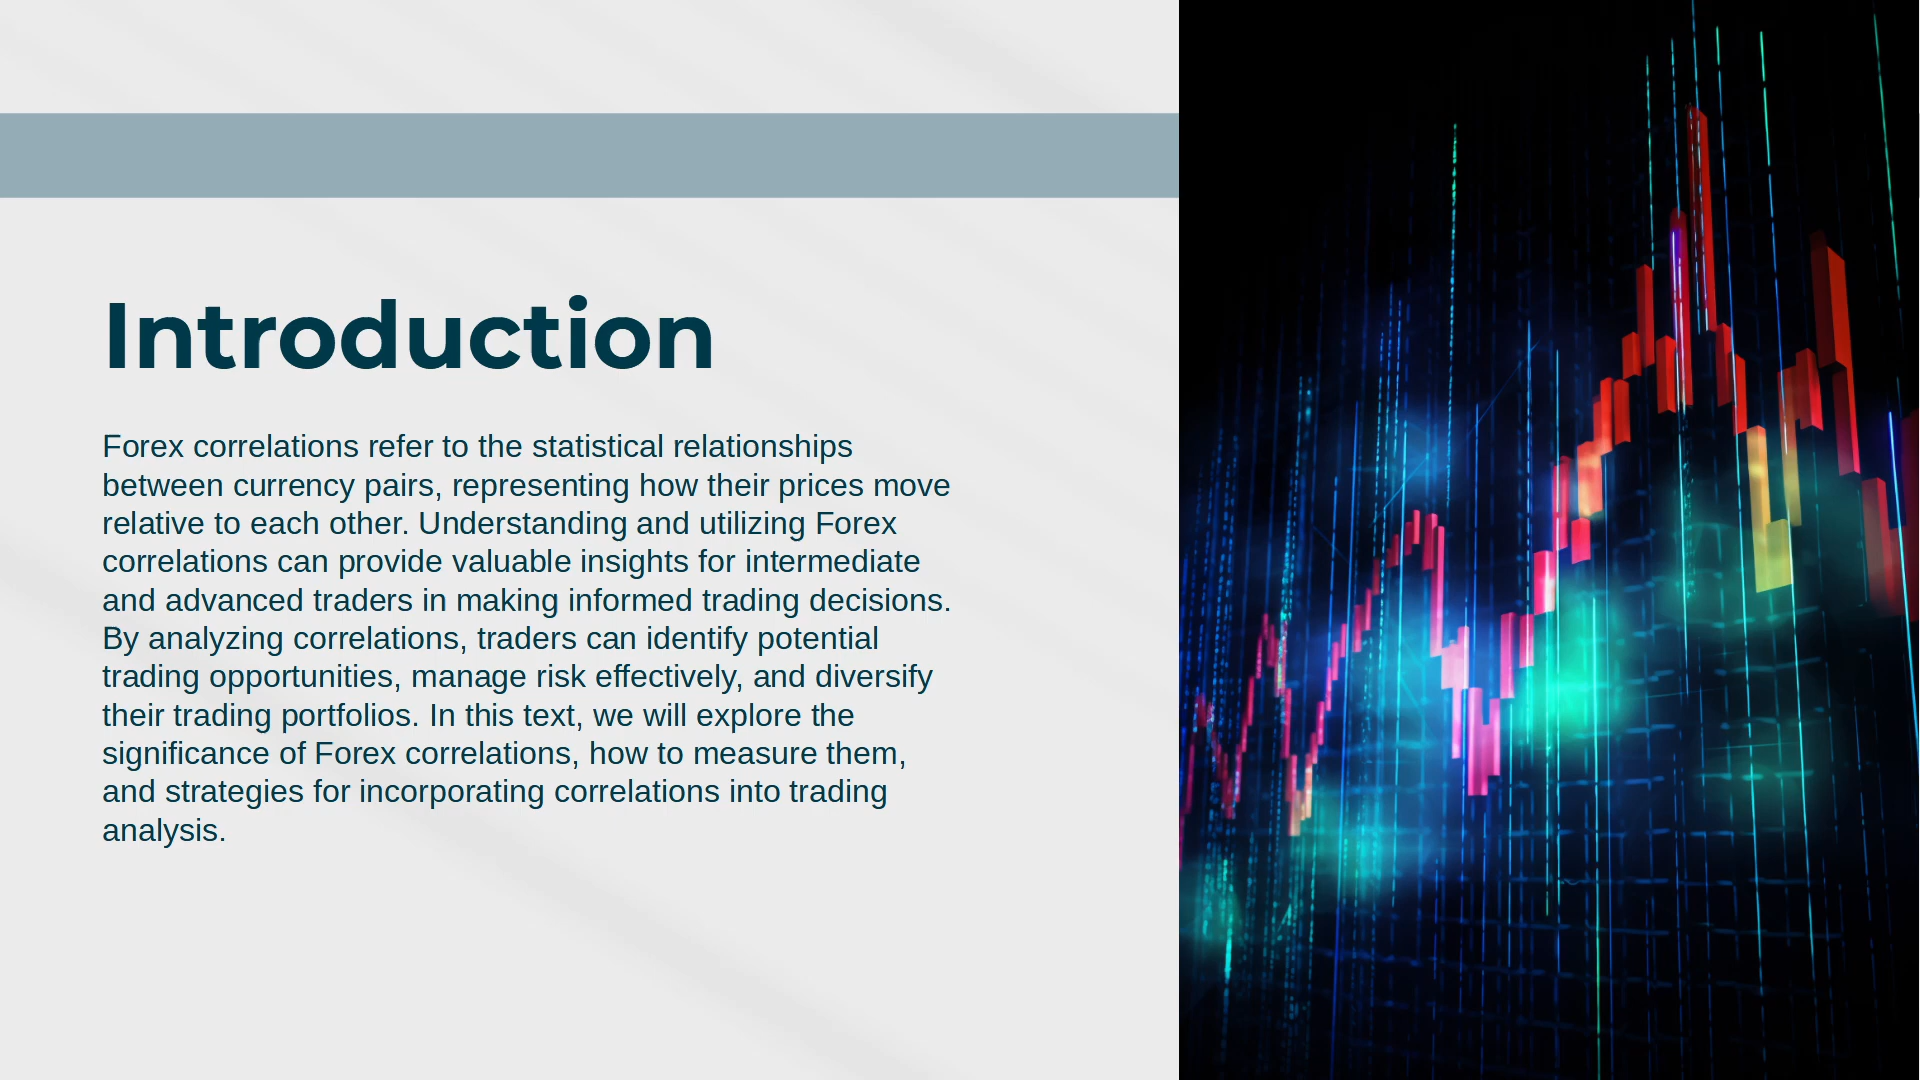 Introduction
Forex correlations refer to the statistical relationships
between currency pairs, representing how their prices move
relative to each other. Understanding and utilizing Forex
correlations can provide valuable insights for intermediate
and advanced traders in making informed trading decisions.
By analyzing correlations, traders can identify potential
trading opportunities, manage risk effectively, and diversify
their trading portfolios. In this text, we will explore the
significance of Forex correlations, how to measure them,
and strategies for incorporating correlations into trading
analysis.